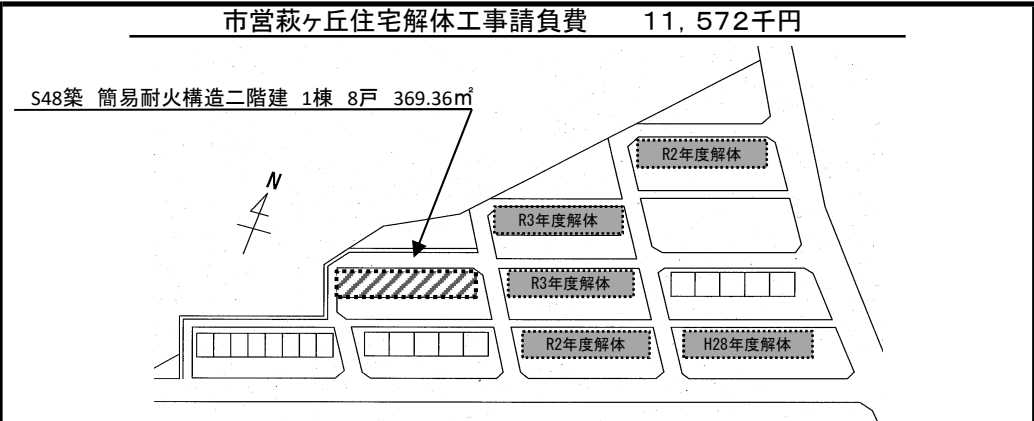 市営萩ヶ丘住宅解体工事請負費　　11,572千円
S48築 簡易耐火構造二階建 1棟 8戸 369.36㎡
R2年度解体
N
R3年度解体
R3年度解体
R2年度解体
H28年度解体